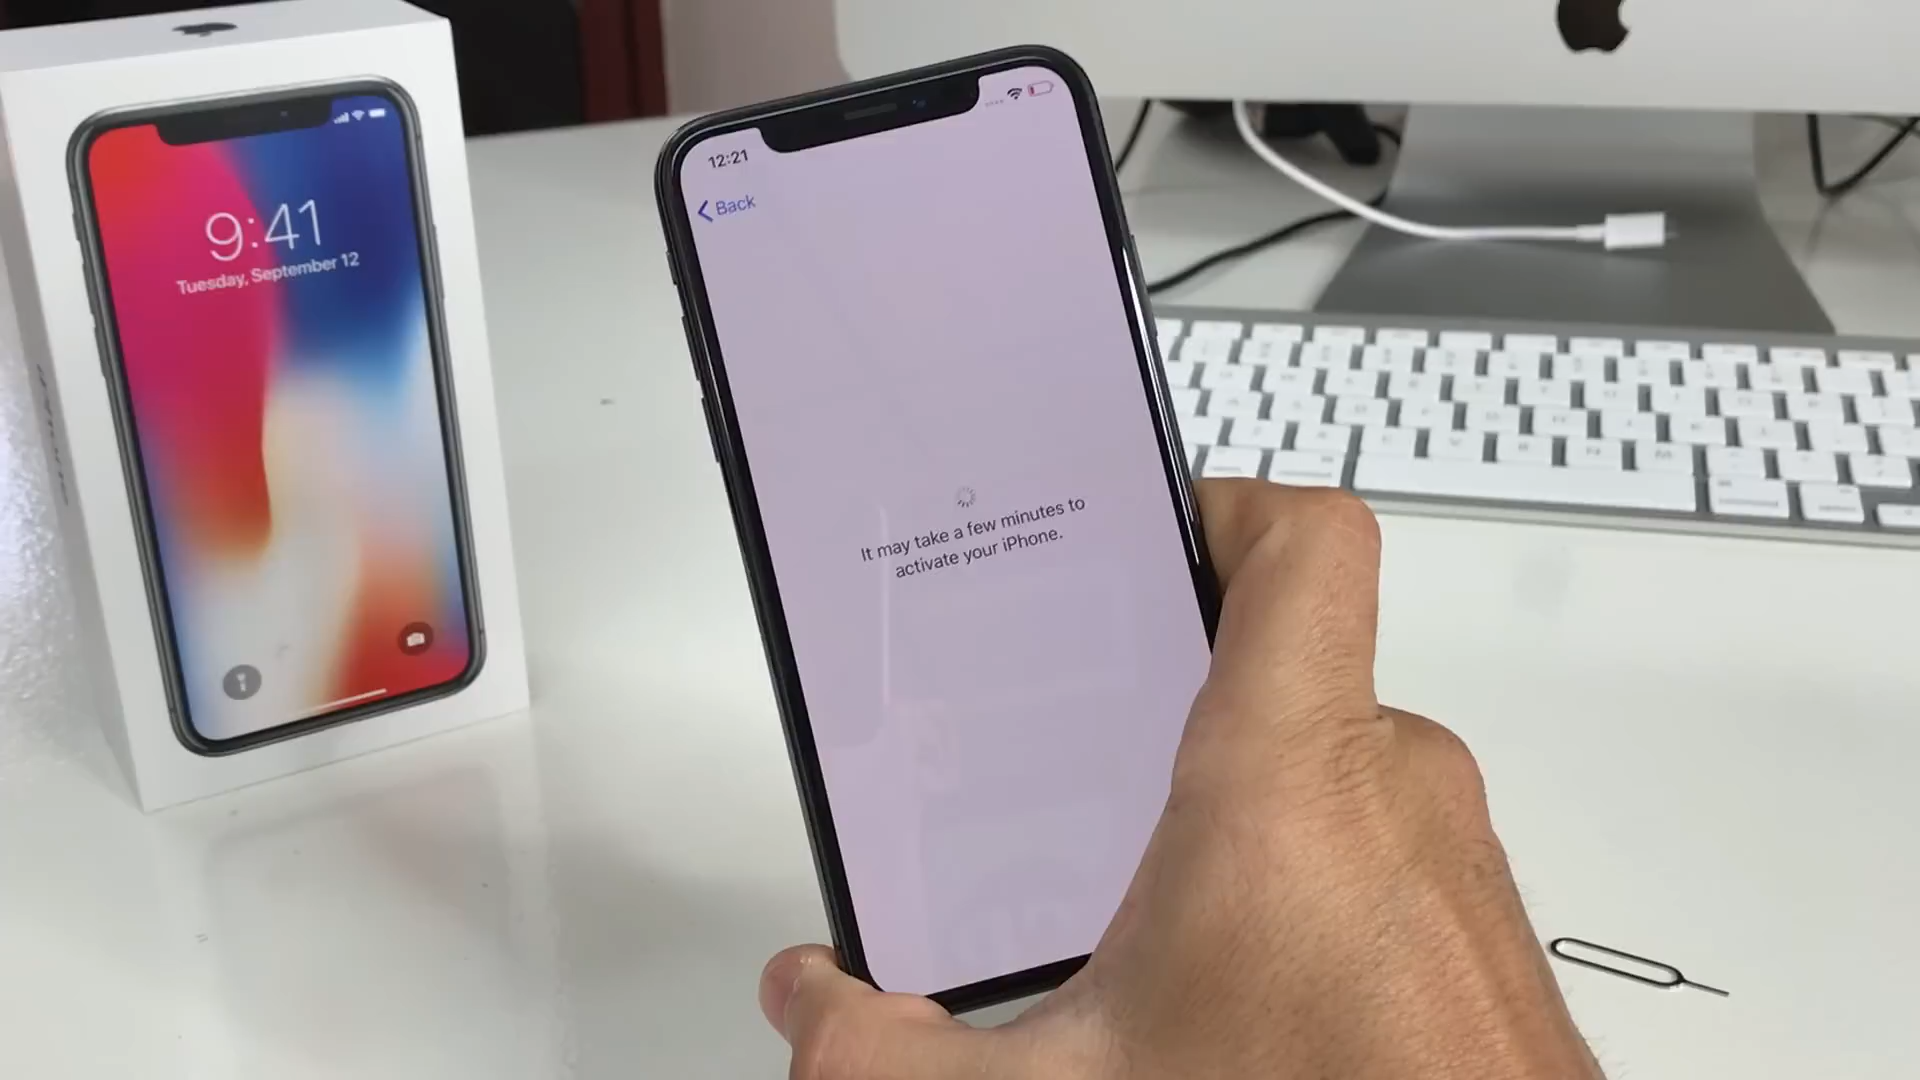 9:41
Tuesday, September 12
12:21
Back
It may take a few minutes to
activate your iPhone.